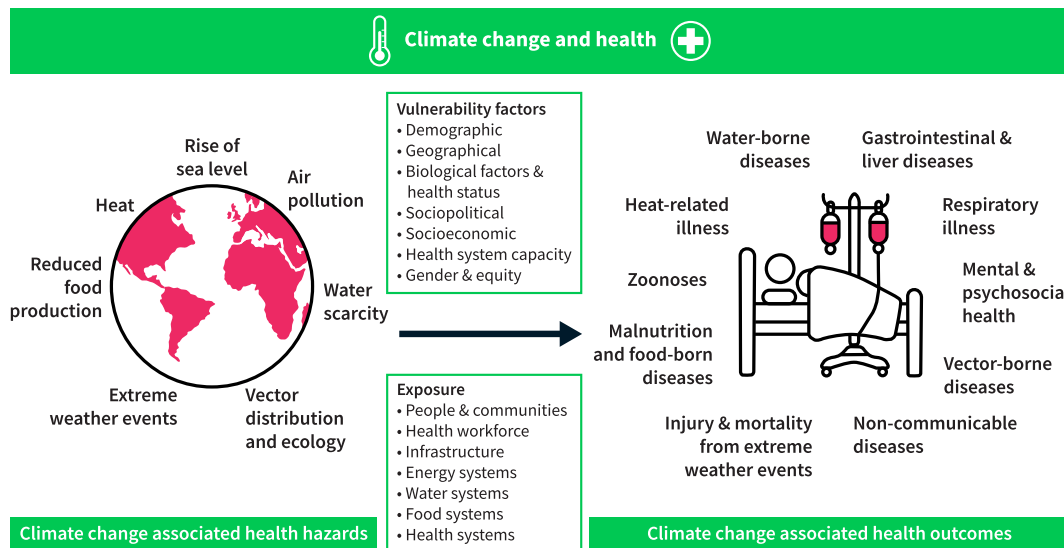 Climate change and health
Rise of
sea level
Air
pollution
Heat
Reduced
food
production
Water
scarcity
Extreme
weather events
Vector
distribution
and ecology
Climate change associated health hazards
Vulnerability factors
• Demographic
• Geographical
• Biological factors &
health status
• Sociopolitical
• Socioeconomic
• Health system capacity
• Gender & equity
Exposure
• People & communities
• Health workforce
• Infrastructure
• Energy systems
• Water systems
• Food systems
• Health systems
Water-borne
diseases
Gastrointestinal &
liver diseases
Heat-related
illness
Respiratory
illness
Zoonoses
Mental &
psychosocia
health
Malnutrition
and food-born
diseases
Vector-borne
diseases
Injury & mortality
from extreme
weather events
Non-communicable
diseases
Climate change associated health outcomes